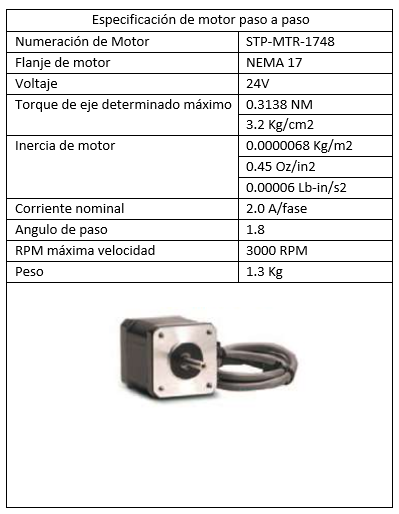 Especificación de motor paso a paso
Numeración de Motor STP-MTR-1748
Flanje de motor NEMA 17
Voltaje 24V
Torque de eje determinado máximo 0.3138 NM
3.2 Kg/cm2
Inercia de motor 0.0000068 Kg/m2
0.45 Oz/in2
0.00006 Lb-in/s2
Corriente nominal 2.0 A/fase
Angulo de paso 1.8
RPM máxima velocidad 3000 RPM
Peso 1.3 Kg